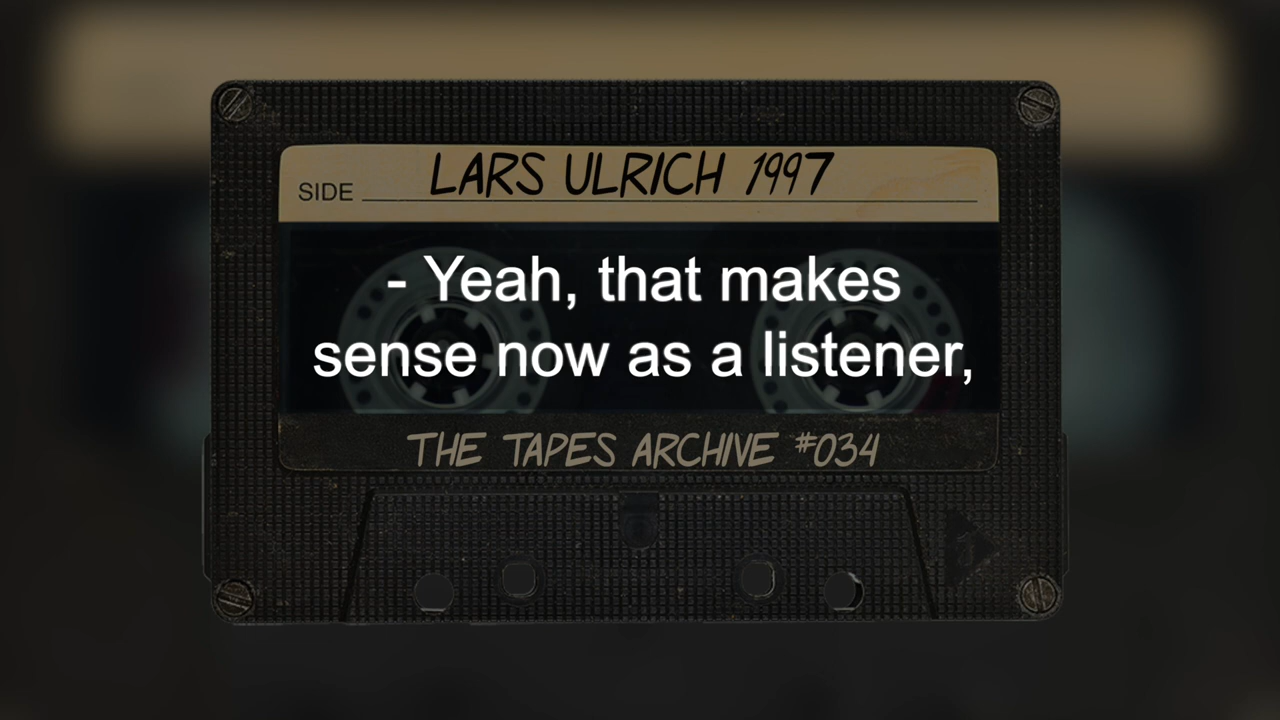 LARS ULRICH 1997
SIDE
- Yeah, that makes
sense now as a listener,
THE TAPES ARCHIVE #034